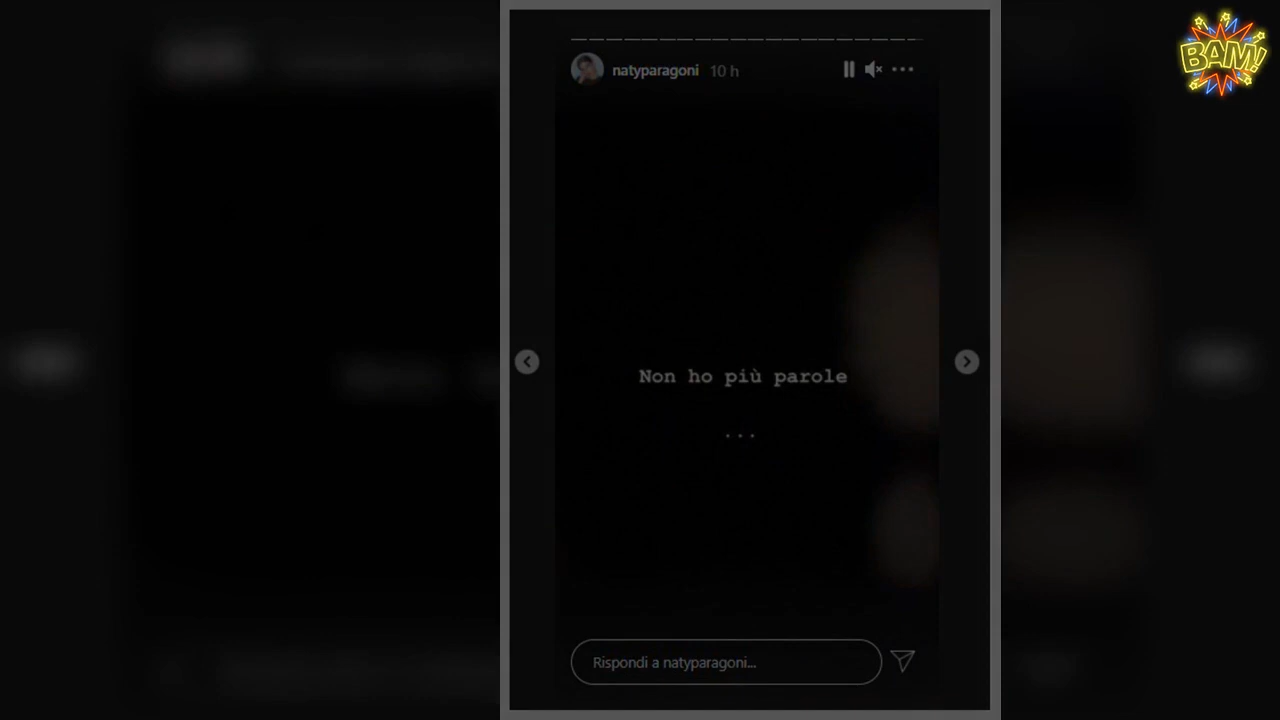 BAM!
natyparagoni 10 h
Non ho più parole
...
Rispondi a natyparagoni...